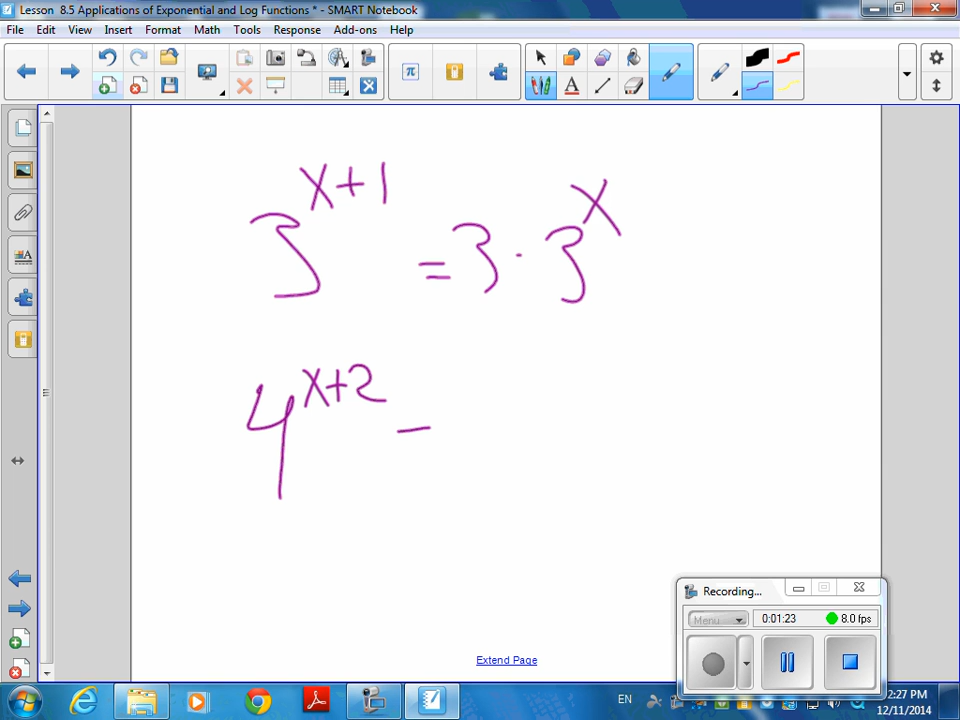 Lesson 8.5 Applications of Exponential and Log Functions * - SMART Notebook
File Edit View Insert Format Math Tools Response Add-ons Help
3^{x+1} = 3 · 3^x
4^{x+2} –
Recording...
Menu 0:01:23 8.0 fps
Extend Page
EN 2:27 PM
12/11/2014